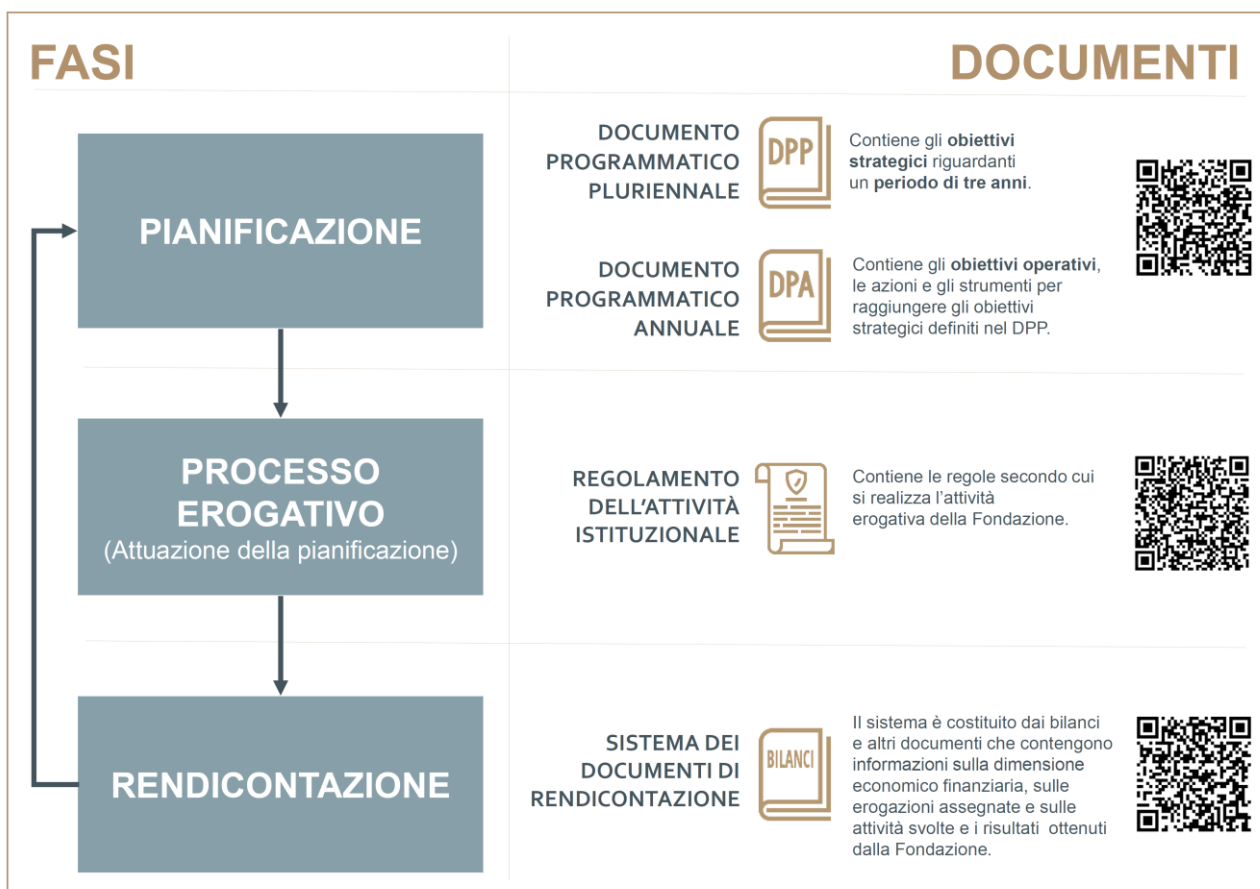 FASI
DOCUMENTI
PIANIFICAZIONE
DOCUMENTO
PROGRAMMATICO
PLURIENNALE
DPP
Contiene gli obiettivi
strategici riguardanti
un periodo di tre anni.
DOCUMENTO
PROGRAMMATICO
ANNUALE
DPA
Contiene gli obiettivi operativi,
le azioni e gli strumenti per
raggiungere gli obiettivi
strategici definiti nel DPP.
PROCESSO
EROGATIVO
(Attuazione della pianificazione)
REGOLAMENTO
DELL'ATTIVITÀ
ISTITUZIONALE
Contiene le regole secondo cui
si realizza l'attività
erogativa della Fondazione.
RENDICONTAZIONE
SISTEMA DEI
DOCUMENTI DI
RENDICONTAZIONE
BILANCI
Il sistema è costituito dai bilanci
e altri documenti che contengono
informazioni sulla dimensione
economico finanziaria, sulle
erogazioni assegnate e sulle
attività svolte e i risultati ottenuti
dalla Fondazione.